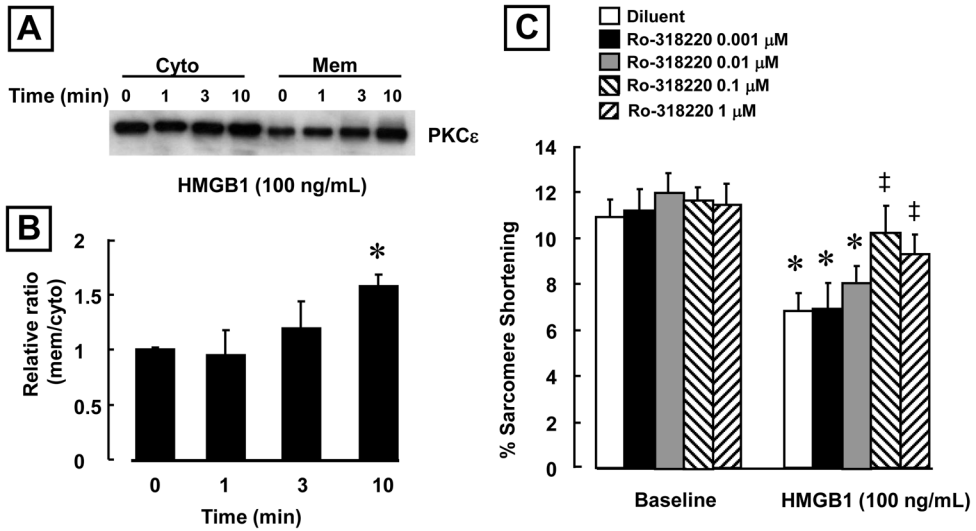 A
Cyto Mem
Time (min) 0 1 3 10 0 1 3 10
PKCε
HMGB1 (100 ng/mL)
B
Relative ratio
(mem/cyto)
2
1.5
1
0.5
0
*
0 1 3 10
Time (min)
C
Diluent
Ro-318220 0.001 μM
Ro-318220 0.01 μM
Ro-318220 0.1 μM
Ro-318220 1 μM
% Sarcomere Shortening
14
12
10
8
6
4
2
0
* * * ‡ ‡
Baseline HMGB1 (100 ng/mL)